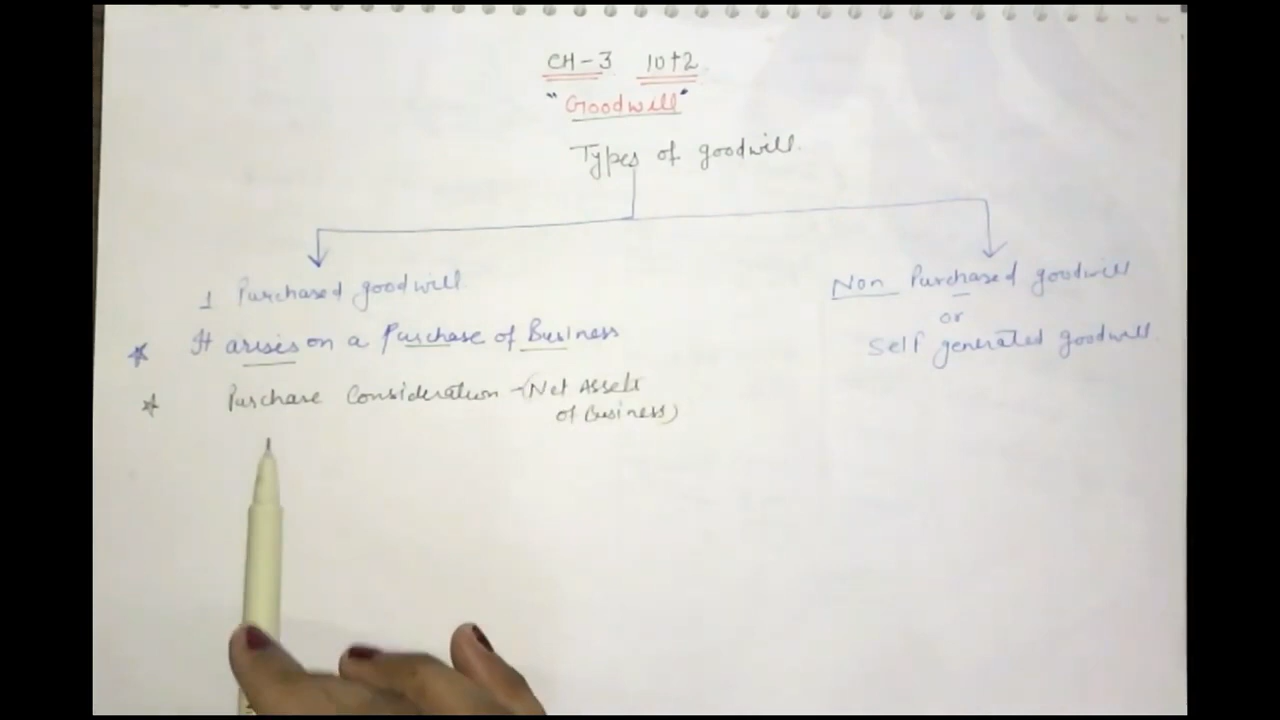 CH-3 10+2
"Goodwill"
Types of goodwill.
1 Purchased goodwill
It arises on a Purchase of Business
Purchase Consideration -(Net Assets
of Business)
Non Purchased goodwill
or
Self generated goodwill.